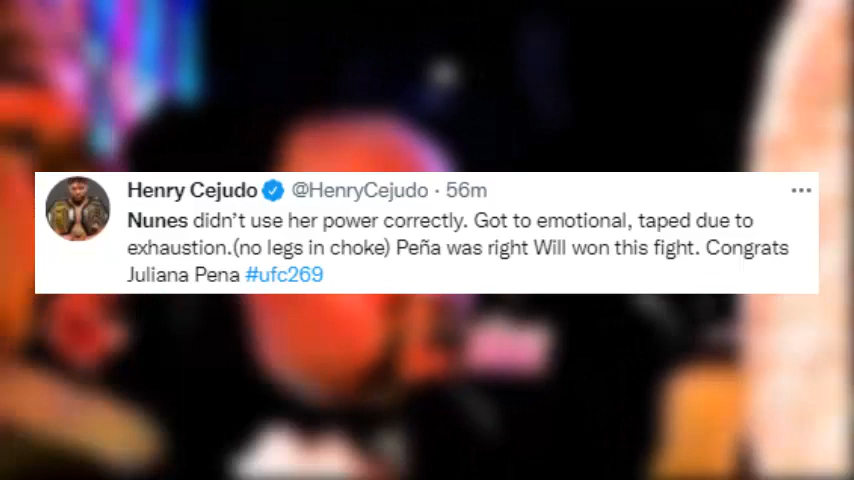 Henry Cejudo @HenryCejudo · 56m
Nunes didn't use her power correctly. Got to emotional, taped due to
exhaustion.(no legs in choke) Peña was right Will won this fight. Congrats
Juliana Pena #ufc269